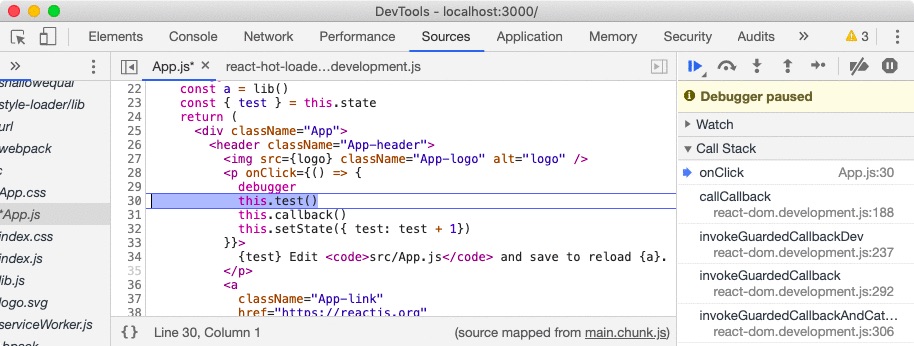 DevTools - localhost:3000/
Elements Console Network Performance Sources Application Memory Security Audits » 3
»
App.js* × react-hot-loade…development.js
shallowequal
style-loader/lib
url
webpack
App.css
*App.js
index.css
index.js
lib.js
logo.svg
serviceWorker.js
22 const a = lib()
23 const { test } = this.state
24 return (
25 <div className="App">
26 <header className="App-header">
27 <img src={logo} className="App-logo" alt="logo" />
28 <p onClick={() => {
29 debugger
30 this.test()
31 this.callback()
32 this.setState({ test: test + 1})
33 }}>
34 {test} Edit <code>src/App.js</code> and save to reload {a}.
35 </p>
36 <a
37 className="App-link"
38 href="https://reactjs.org"
{} Line 30, Column 1 (source mapped from main.chunk.js)
Debugger paused
Watch
Call Stack
onClick App.js:30
callCallback
react-dom.development.js:188
invokeGuardedCallbackDev
react-dom.development.js:237
invokeGuardedCallback
react-dom.development.js:292
invokeGuardedCallbackAndCat…
react-dom.development.js:306